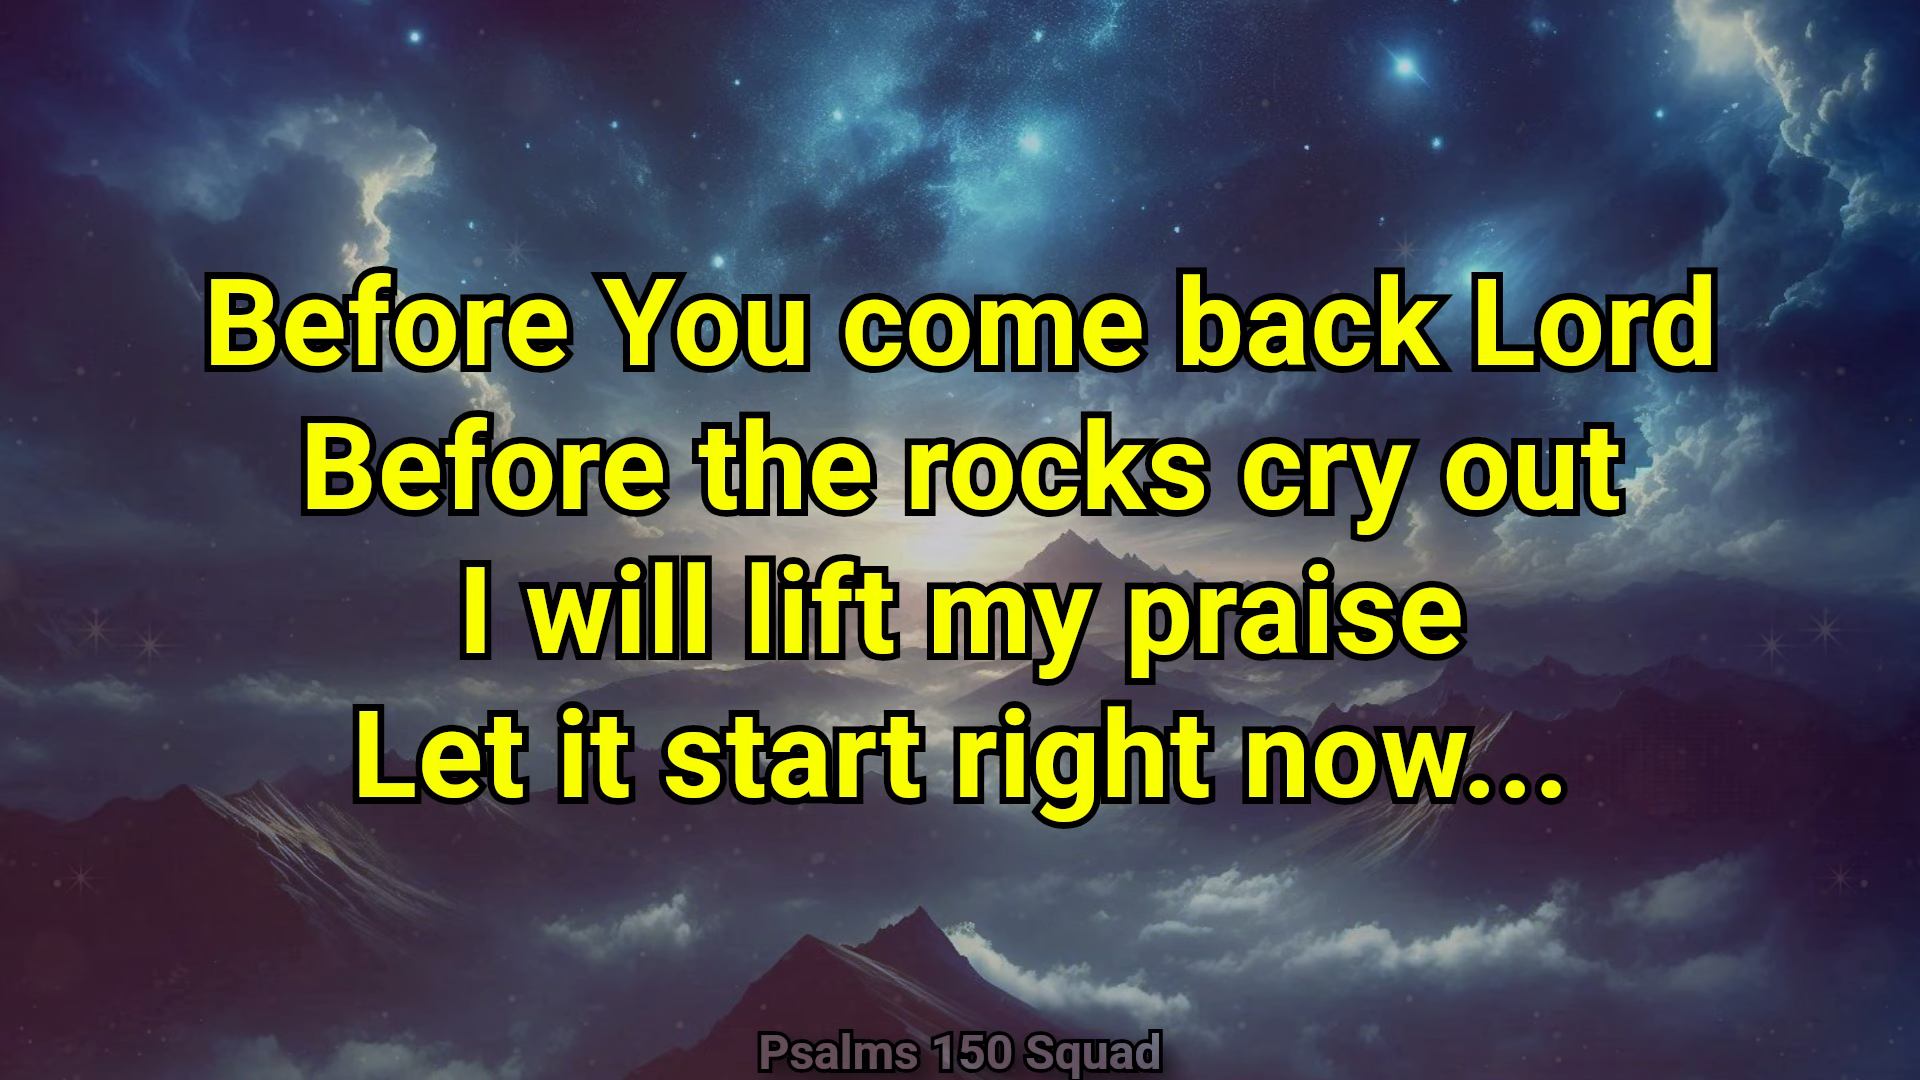 Before You come back Lord
Before the rocks cry out
I will lift my praise
Let it start right now...
Psalms 150 Squad